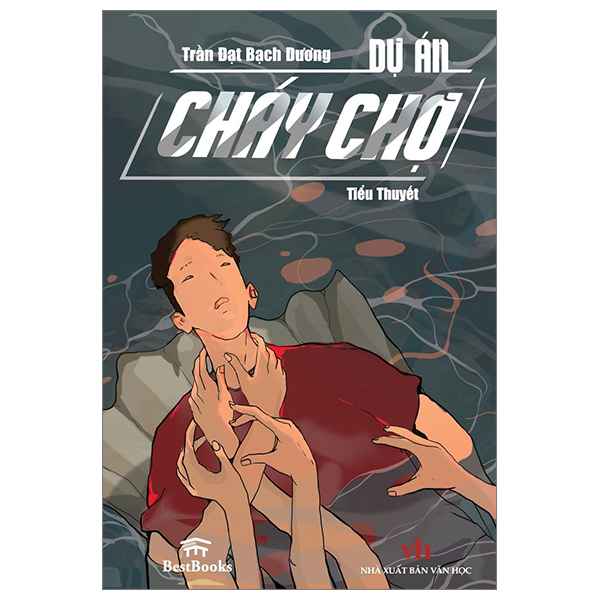 Trần Đạt Bạch Dương
DỰ ÁN
CHÁY CHỢ
Tiểu Thuyết
BestBooks
vh
NHÀ XUẤT BẢN VĂN HỌC